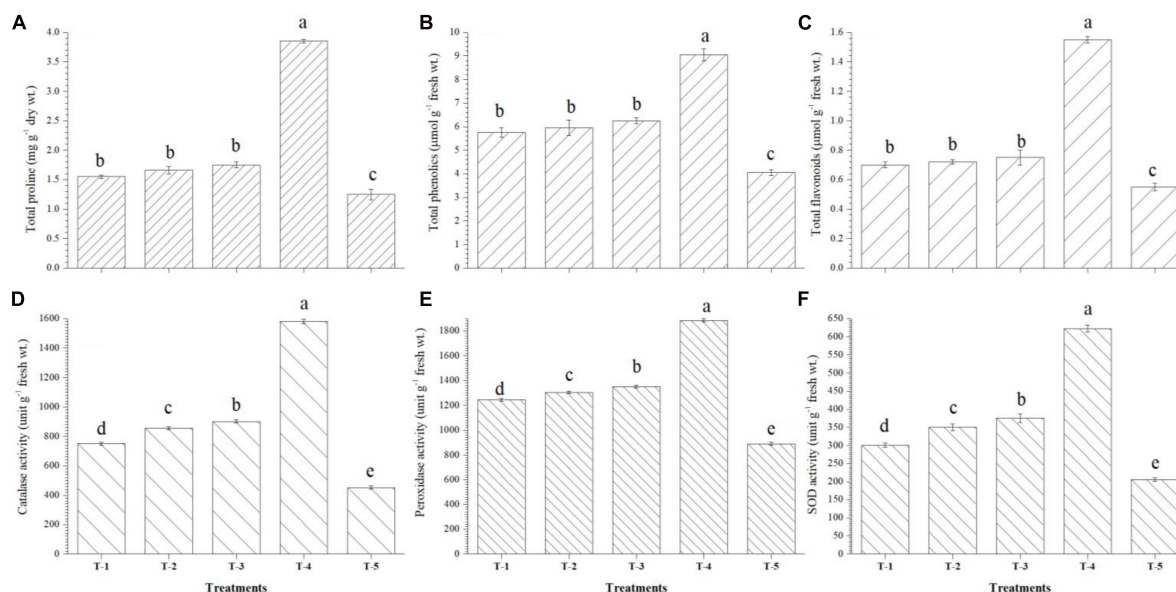 A
Total proline (mg g⁻¹ dry wt.)
4.0
3.5
3.0
2.5
2.0
1.5
1.0
0.5
0.0
b
b
b
a
c
B
Total phenolics (µmol g⁻¹ fresh wt.)
10
9
8
7
6
5
4
3
2
1
0
b
b
b
a
c
C
Total flavonoids (µmol g⁻¹ fresh wt.)
1.6
1.4
1.2
1.0
0.8
0.6
0.4
0.2
0.0
b
b
b
a
c
D
Catalase activity (unit g⁻¹ fresh wt.)
1600
1400
1200
1000
800
600
400
200
0
d
c
b
a
e
T-1 T-2 T-3 T-4 T-5
Treatments
E
Peroxidase activity (unit g⁻¹ fresh wt.)
1800
1600
1400
1200
1000
800
600
400
200
0
d
c
b
a
e
T-1 T-2 T-3 T-4 T-5
Treatments
F
SOD activity (unit g⁻¹ fresh wt.)
650
600
550
500
450
400
350
300
250
200
150
100
50
0
d
c
b
a
e
T-1 T-2 T-3 T-4 T-5
Treatments